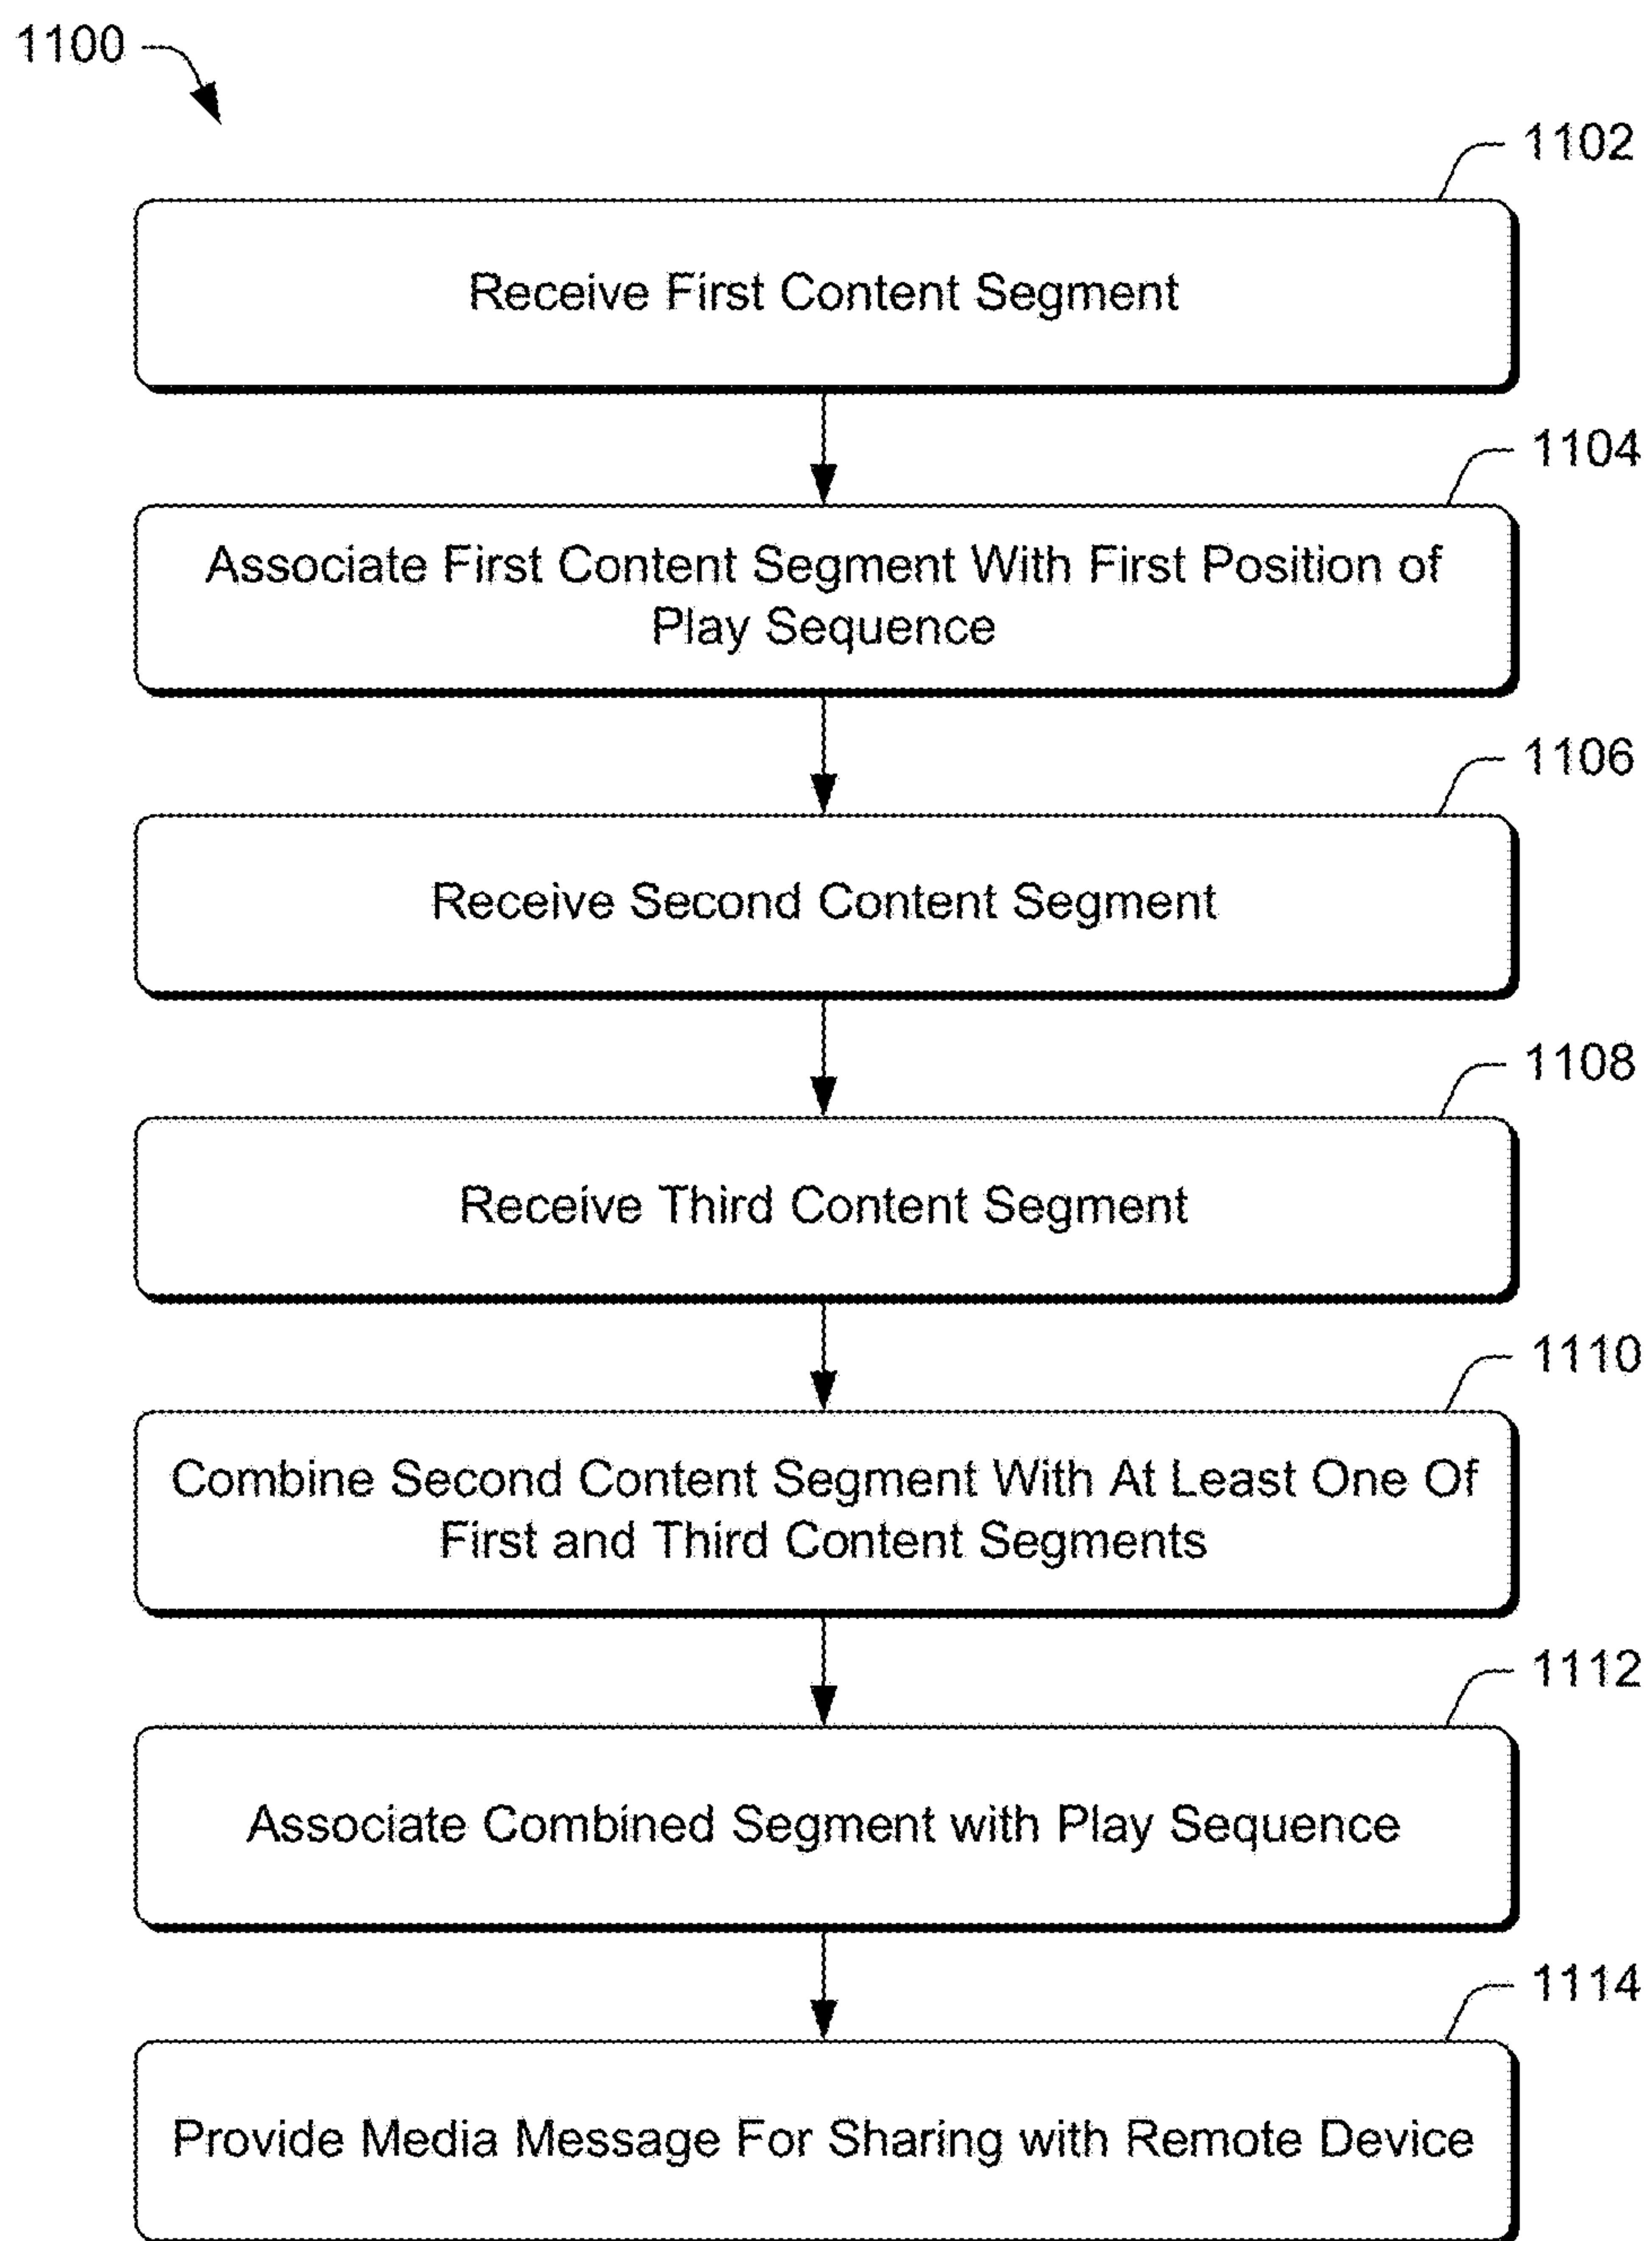 1100
1102
Receive First Content Segment
1104
Associate First Content Segment With First Position of
Play Sequence
1106
Receive Second Content Segment
1108
Receive Third Content Segment
1110
Combine Second Content Segment With At Least One Of
First and Third Content Segments
1112
Associate Combined Segment with Play Sequence
1114
Provide Media Message For Sharing with Remote Device